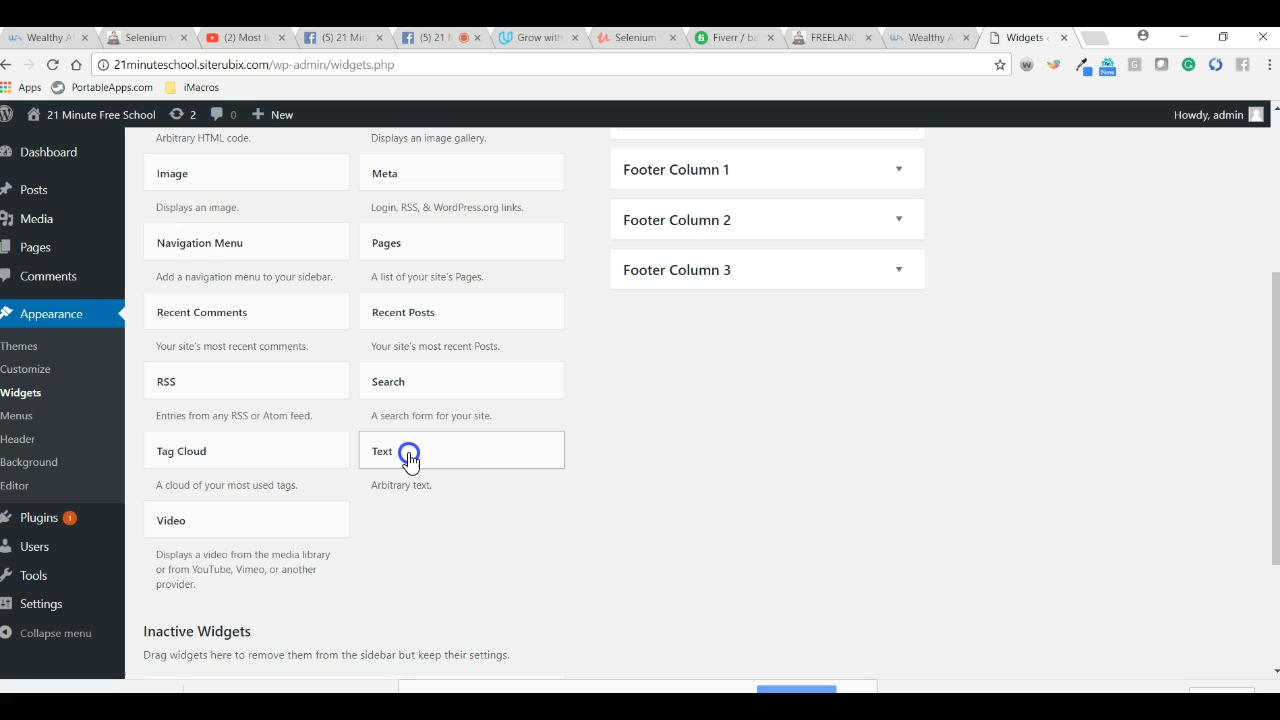 Wealthy A
Selenium
(2) Most
(5) 21 Min
(5) 21
Grow with
Selenium
Fiverr / ba
FREELANC
Wealthy A
Widgets
21minuteschool.siterubix.com/wp-admin/widgets.php
New
Apps PortableApps.com iMacros
21 Minute Free School 2 0 + New Howdy, admin
Dashboard
Posts
Media
Pages
Comments
Appearance
Themes
Customize
Widgets
Menus
Header
Background
Editor
Plugins 1
Users
Tools
Settings
Collapse menu
Arbitrary HTML code.
Displays an image gallery.
Image
Meta
Displays an image.
Login, RSS, & WordPress.org links.
Navigation Menu
Pages
Add a navigation menu to your sidebar.
A list of your site's Pages.
Recent Comments
Recent Posts
Your site's most recent comments.
Your site's most recent Posts.
RSS
Search
Entries from any RSS or Atom feed.
A search form for your site.
Tag Cloud
Text
A cloud of your most used tags.
Arbitrary text.
Video
Displays a video from the media library
or from YouTube, Vimeo, or another
provider.
Inactive Widgets
Drag widgets here to remove them from the sidebar but keep their settings.
Footer Column 1
Footer Column 2
Footer Column 3